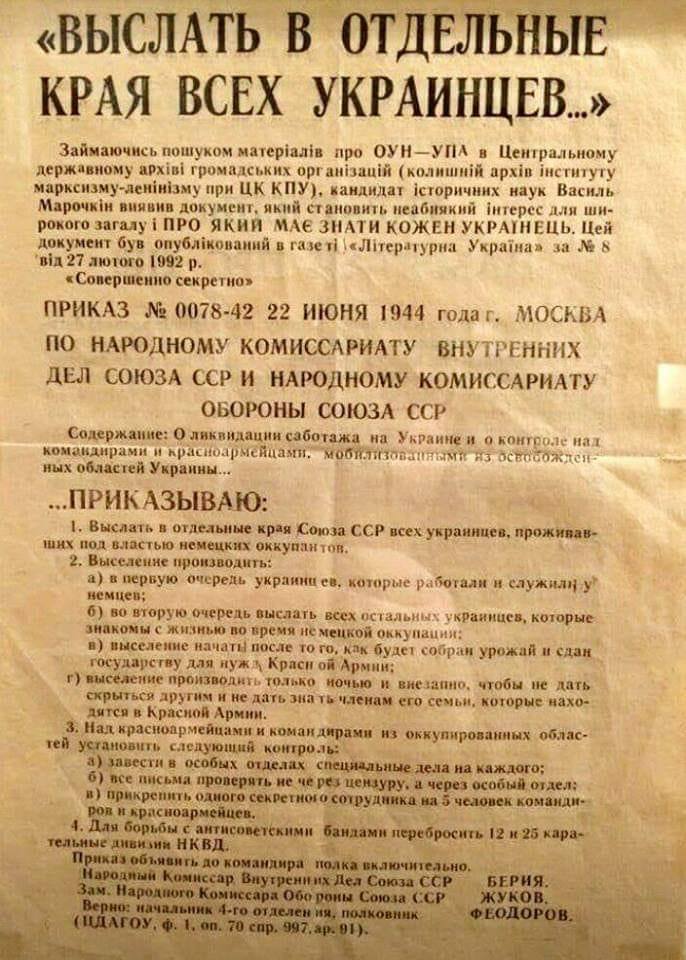 «ВЫСЛАТЬ В ОТДЕЛЬНЫЕ
КРАЯ ВСЕХ УКРАИНЦЕВ...»
Займаючись пошуком матеріалів про ОУН—УПА в Центральному
державному архіві громадських організацій (колишній архів інституту
марксизму-ленінізму при ЦК КПУ), кандидат історичних наук Василь
Марочкін виявив документ, який становить неабиякий інтерес для ши-
рокого загалу і ПРО ЯКИЙ МАЄ ЗНАТИ КОЖЕН УКРАЇНЕЦЬ. Цей
документ був опублікований в газеті «Літературна Україна» за № 8
від 27 лютого 1992 р.
«Совершенно секретно»
ПРИКАЗ № 0078-42 22 ИЮНЯ 1944 года г. МОСКВА
ПО НАРОДНОМУ КОМИССАРИАТУ ВНУТРЕННИХ
ДЕЛ СОЮЗА ССР И НАРОДНОМУ КОМИССАРИАТУ
ОБОРОНЫ СОЮЗА ССР
Содержание: О ликвидации саботажа на Украине и о контроле над
командирами и красноармейцами, мобилизованными из освобожден-
ных областей Украины...
...ПРИКАЗЫВАЮ:
1. Выслать в отдельные края Союза ССР всех украинцев, проживав-
ших под властью немецких оккупантов.
2. Выселение производить:
а) в первую очередь украинцев, которые работали и служили у
немцев;
б) во вторую очередь выслать всех остальных украинцев, которые
знакомы с жизнью во время немецкой оккупации;
в) выселение начать после того, как будет собран урожай и сдан
государству для нужд Красной Армии;
г) выселение производить только ночью и внезапно, чтобы не дать
скрыться другим и не дать знать членам его семьи, которые нахо-
дятся в Красной Армии.
3. Над красноармейцами и командирами из оккупированных облас-
тей установить следующий контроль:
а) завести в особых отделах специальные дела на каждого;
б) все письма проверять не через цензуру, а через особый отдел;
в) прикрепить одного секретного сотрудника на 5 человек команди-
ров и красноармейцев.
4. Для борьбы с антисоветскими бандами перебросить 12 и 25 кара-
тельные дивизии НКВД.
Приказ объявить до командира полка включительно.
Народный Комиссар Внутренних Дел Союза ССР БЕРИЯ.
Зам. Народного Комиссара Обороны Союза ССР ЖУКОВ.
Верно: начальник 4-го отделения, полковник ФЕОДОРОВ.
(ЦДАГОУ, ф. 1, оп. 70 спр. 997, ар. 91).